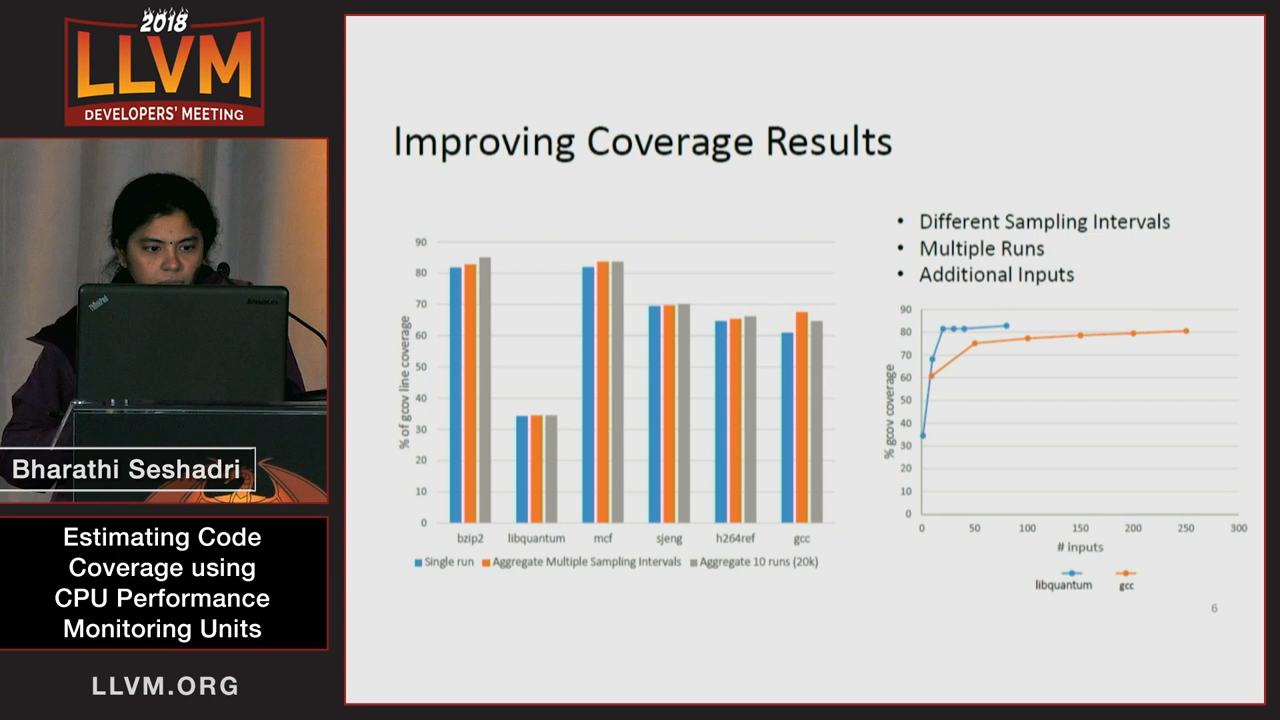 2018
LLVM
DEVELOPERS' MEETING
ThinkPad
Bharathi Seshadri
Estimating Code
Coverage using
CPU Performance
Monitoring Units
LLVM.ORG
Improving Coverage Results
• Different Sampling Intervals
• Multiple Runs
• Additional Inputs
% of gcov line coverage
90
80
70
60
50
40
30
20
10
0
bzip2 libquantum mcf sjeng h264ref gcc
Single run Aggregate Multiple Sampling Intervals Aggregate 10 runs (20k)
% gcov coverage
90
80
70
60
50
40
30
20
10
0
0 50 100 150 200 250 300
# inputs
libquantum gcc
6